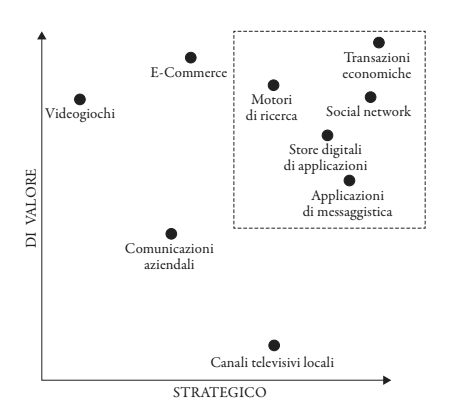 Transazioni
economiche
E-Commerce
Motori
di ricerca
Social network
Videogiochi
Store digitali
di applicazioni
Applicazioni
di messaggistica
DI VALORE
Comunicazioni
aziendali
Canali televisivi locali
STRATEGICO